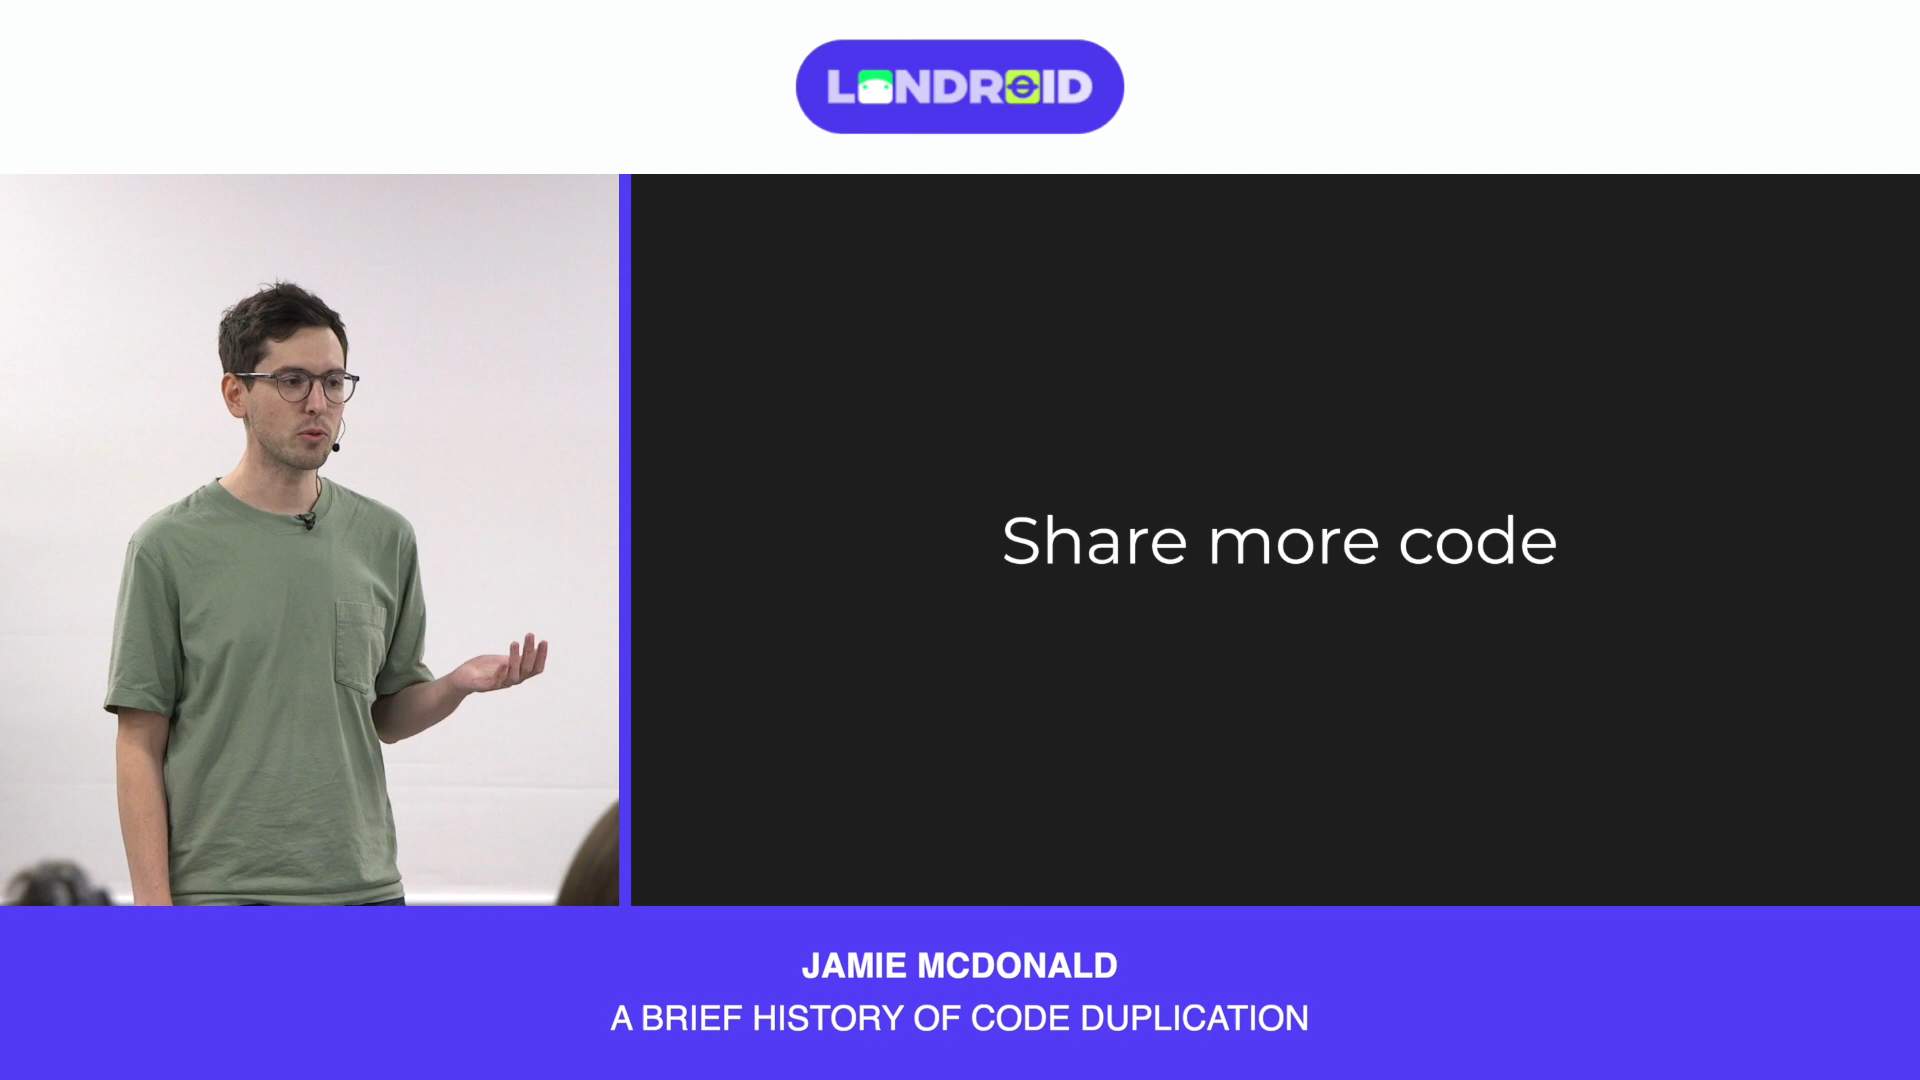 LONDROID
Share more code
JAMIE MCDONALD
A BRIEF HISTORY OF CODE DUPLICATION